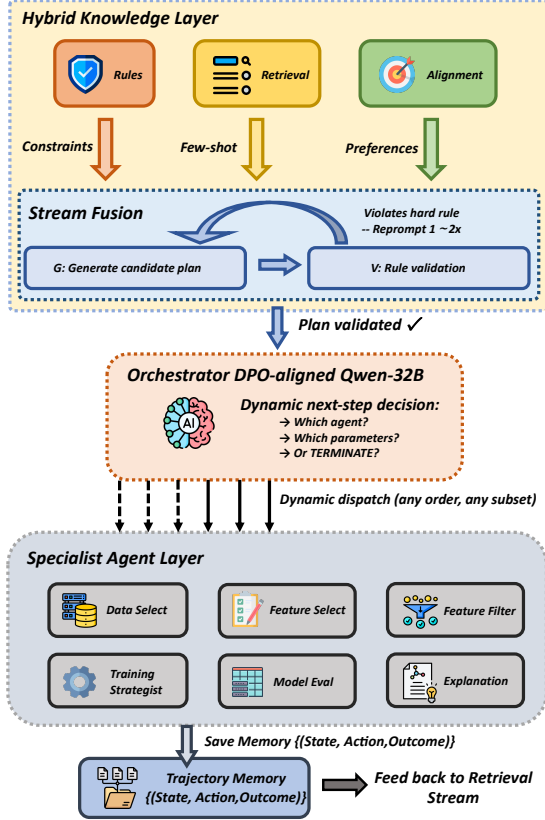 Hybrid Knowledge Layer
Rules
Retrieval
Alignment
Constraints
Few-shot
Preferences
Stream Fusion
Violates hard rule
-- Reprompt 1 ~2x
G: Generate candidate plan
V: Rule validation
Plan validated ✓
Orchestrator DPO-aligned Qwen-32B
AI
Dynamic next-step decision:
→ Which agent?
→ Which parameters?
→ Or TERMINATE?
Dynamic dispatch (any order, any subset)
Specialist Agent Layer
Data Select
Feature Select
Feature Filter
Training
Strategist
Model Eval
Explanation
Save Memory {(State, Action,Outcome)}
Trajectory Memory
{(State, Action,Outcome)}
Feed back to Retrieval
Stream